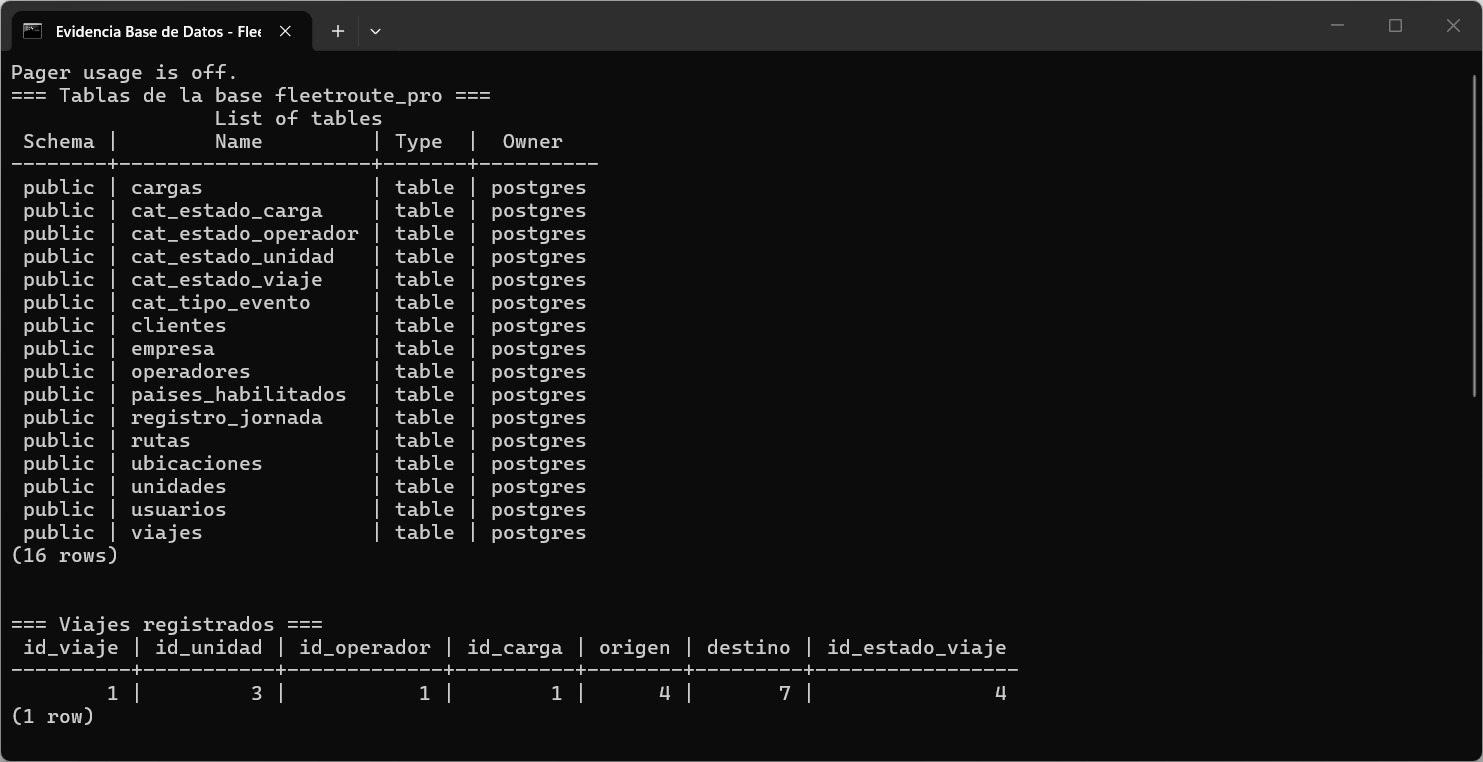 Evidencia Base de Datos - Flee
Pager usage is off.
=== Tablas de la base fleetroute_pro ===
                 List of tables
 Schema |        Name         | Type  |  Owner
--------+---------------------+-------+----------
 public | cargas              | table | postgres
 public | cat_estado_carga    | table | postgres
 public | cat_estado_operador | table | postgres
 public | cat_estado_unidad   | table | postgres
 public | cat_estado_viaje    | table | postgres
 public | cat_tipo_evento     | table | postgres
 public | clientes            | table | postgres
 public | empresa             | table | postgres
 public | operadores          | table | postgres
 public | paises_habilitados  | table | postgres
 public | registro_jornada    | table | postgres
 public | rutas               | table | postgres
 public | ubicaciones         | table | postgres
 public | unidades            | table | postgres
 public | usuarios            | table | postgres
 public | viajes              | table | postgres
(16 rows)
=== Viajes registrados ===
 id_viaje | id_unidad | id_operador | id_carga | origen | destino | id_estado_viaje
----------+-----------+-------------+----------+--------+---------+-----------------
        1 |         3 |           1 |        1 |      4 |       7 |               4
(1 row)